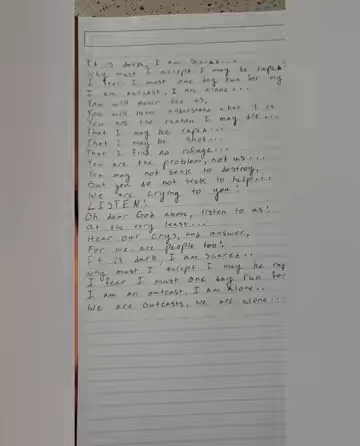 It is dark, I am scared...
Why must I accept I may be raped
I fear I must one day run for my
I am outcast, I am alone...
You will never see us,
You will never understand what it is
You are the reason I may die...
That I may be raped...
That I may be shot...
That I find no refuge...
You are the problem, not us...
You may not seek to destroy,
But you do not seek to help...
We are crying to you!
LISTEN!
Oh dear God above, listen to us!
At the very least...
Hear our crys, and answer,
For we are people too!
It is dark, I am scared..
why must I except I may be rap
I fear I must one day run for
I am an outcast, I am alone..
We are outcasts, we are alone...